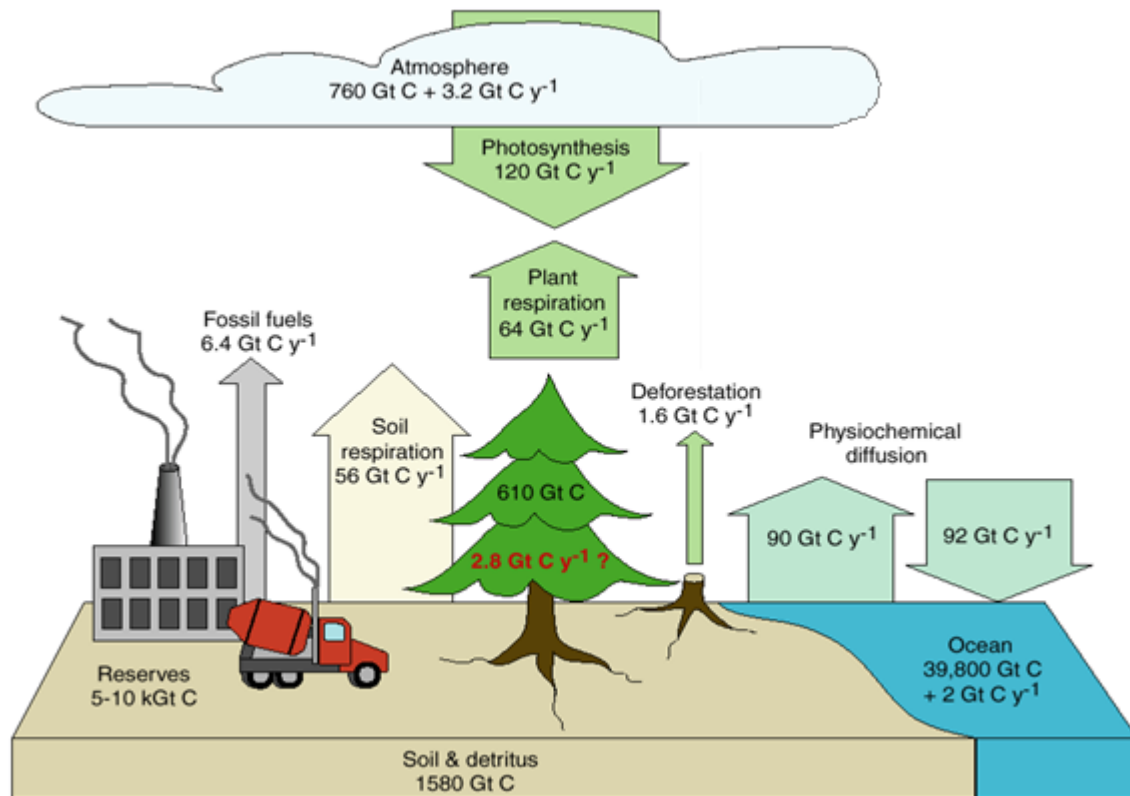 Atmosphere
760 Gt C + 3.2 Gt C y⁻¹
Photosynthesis
120 Gt C y⁻¹
Plant
respiration
64 Gt C y⁻¹
Fossil fuels
6.4 Gt C y⁻¹
Soil
respiration
56 Gt C y⁻¹
610 Gt C
2.8 Gt C y⁻¹ ?
Deforestation
1.6 Gt C y⁻¹
Physiochemical
diffusion
90 Gt C y⁻¹
92 Gt C y⁻¹
Reserves
5-10 kGt C
Ocean
39,800 Gt C
+ 2 Gt C y⁻¹
Soil & detritus
1580 Gt C